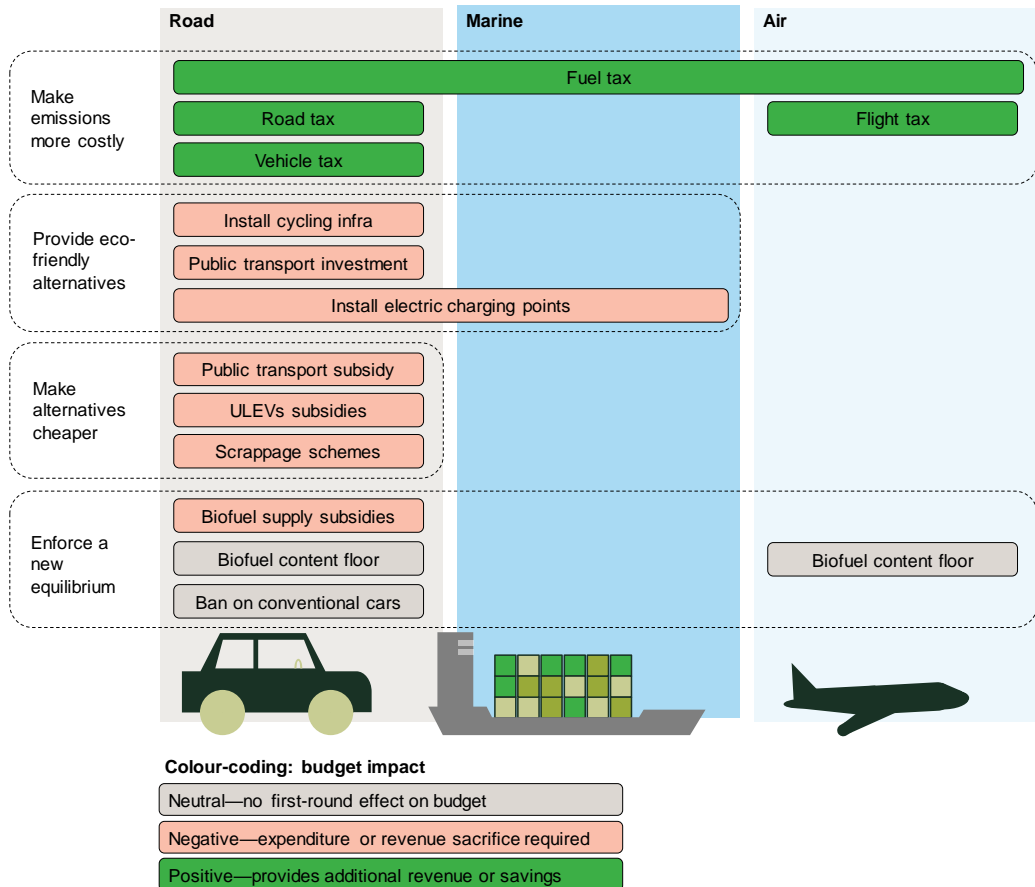 Road
Marine
Air
Make
emissions
more costly
Fuel tax
Road tax
Flight tax
Vehicle tax
Provide eco-
friendly
alternatives
Install cycling infra
Public transport investment
Install electric charging points
Make
alternatives
cheaper
Public transport subsidy
ULEVs subsidies
Scrappage schemes
Enforce a
new
equilibrium
Biofuel supply subsidies
Biofuel content floor
Biofuel content floor
Ban on conventional cars
Colour-coding: budget impact
Neutral—no first-round effect on budget
Negative—expenditure or revenue sacrifice required
Positive—provides additional revenue or savings